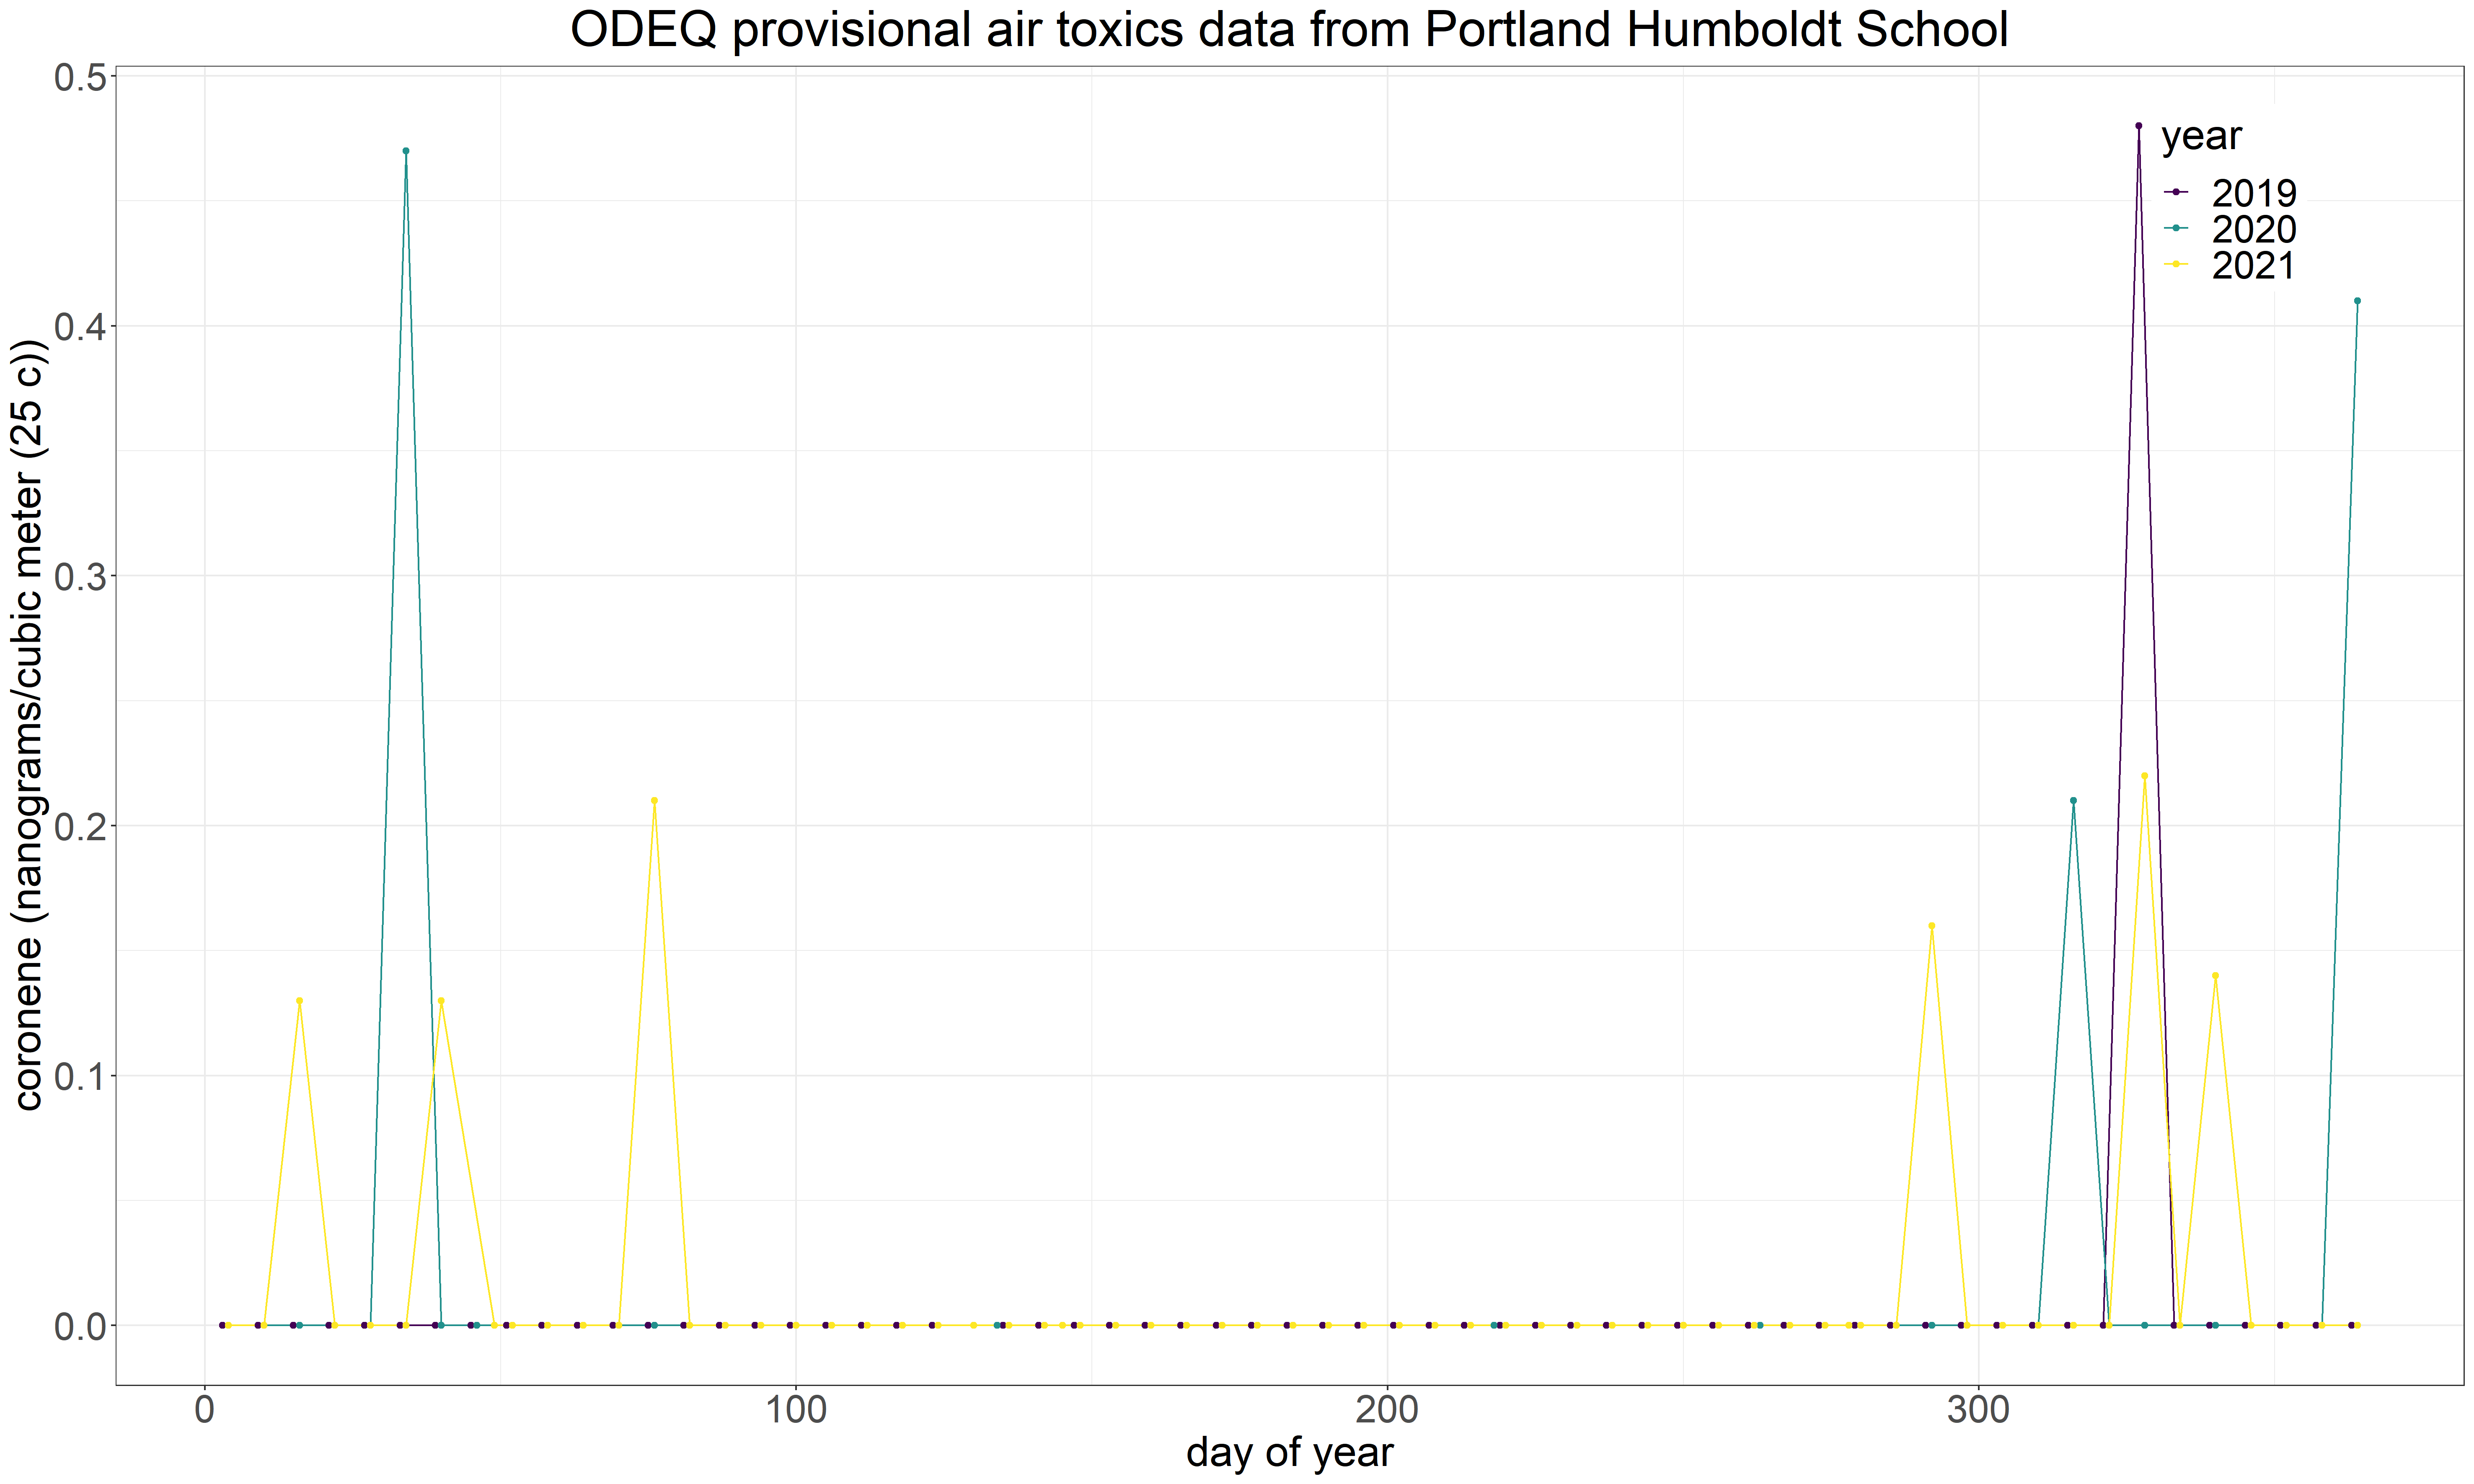 ODEQ provisional air toxics data from Portland Humboldt School
0.5
0.4
0.3
0.2
0.1
0.0
coronene (nanograms/cubic meter (25 c))
year
2019
2020
2021
0 100 200 300
day of year